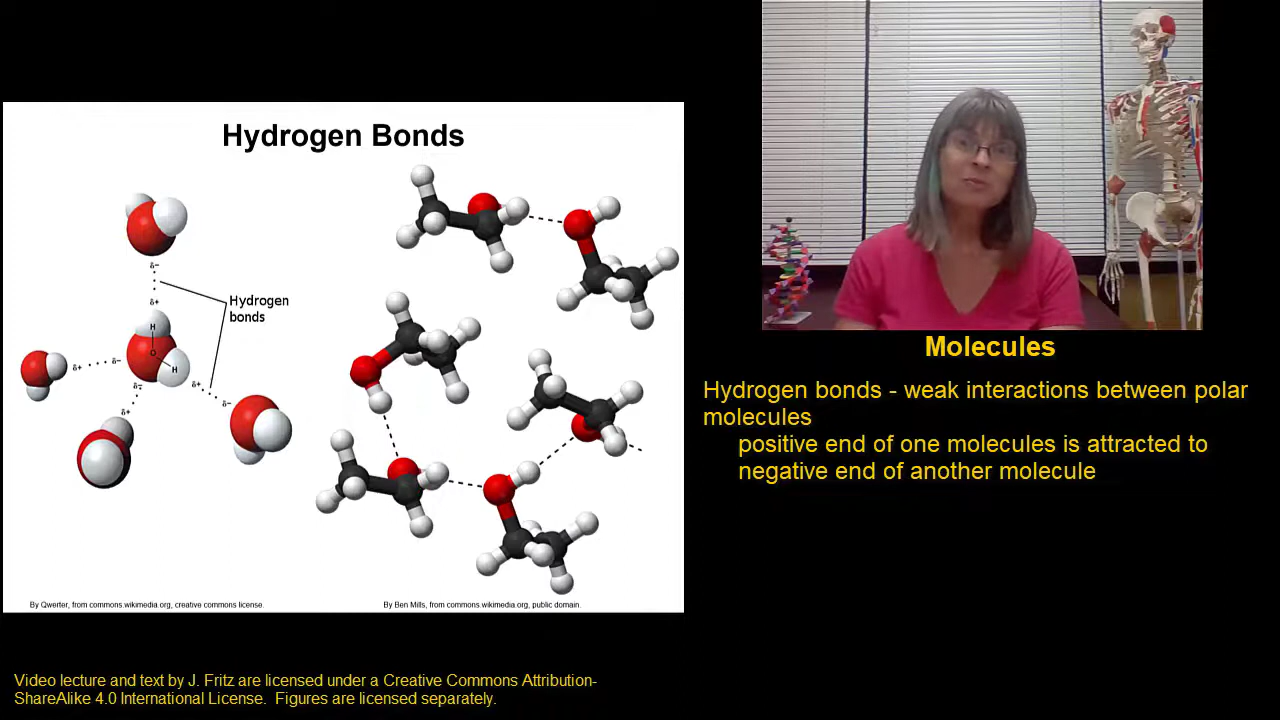 Hydrogen Bonds
δ−
δ+
Hydrogen
bonds
H
O
H
δ+
δ−
δ−
δ+
δ+
δ−
By Qwerter, from commons.wikimedia.org, creative commons license.
By Ben Mills, from commons.wikimedia.org, public domain.
Molecules
Hydrogen bonds - weak interactions between polar
molecules
positive end of one molecules is attracted to
negative end of another molecule
Video lecture and text by J. Fritz are licensed under a Creative Commons Attribution-
ShareAlike 4.0 International License.  Figures are licensed separately.